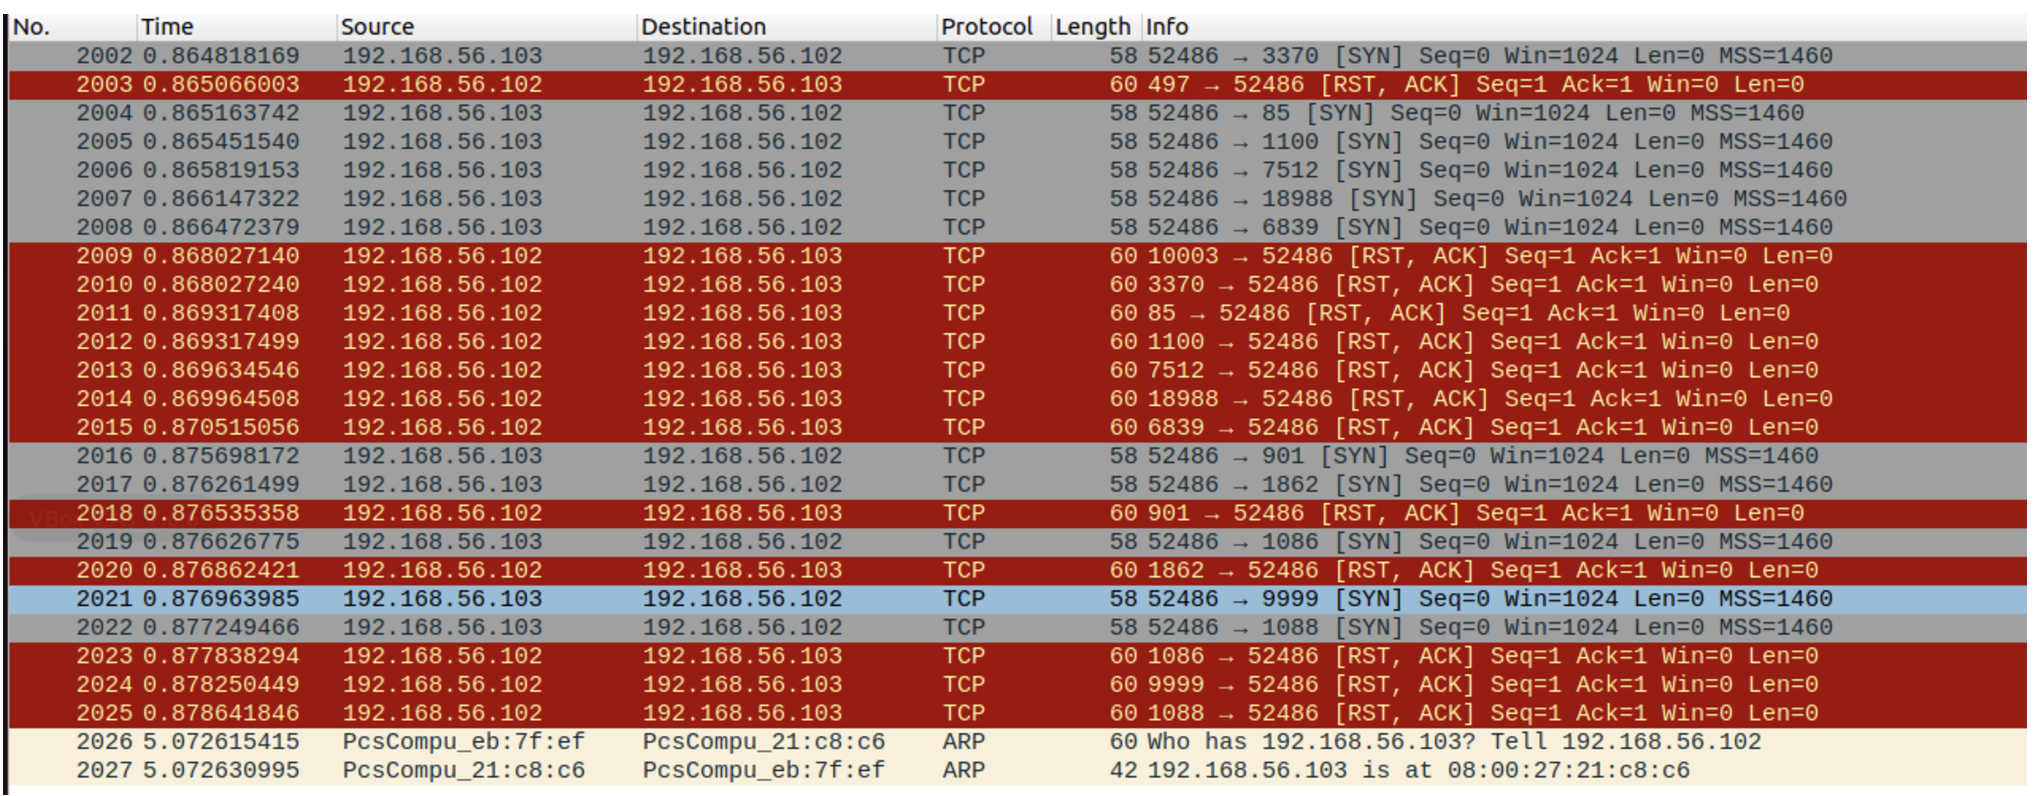 No. Time Source Destination Protocol Length Info
2002 0.864818169 192.168.56.103 192.168.56.102 TCP 58 52486 → 3370 [SYN] Seq=0 Win=1024 Len=0 MSS=1460
2003 0.865066003 192.168.56.102 192.168.56.103 TCP 60 497 → 52486 [RST, ACK] Seq=1 Ack=1 Win=0 Len=0
2004 0.865163742 192.168.56.103 192.168.56.102 TCP 58 52486 → 85 [SYN] Seq=0 Win=1024 Len=0 MSS=1460
2005 0.865451540 192.168.56.103 192.168.56.102 TCP 58 52486 → 1100 [SYN] Seq=0 Win=1024 Len=0 MSS=1460
2006 0.865819153 192.168.56.103 192.168.56.102 TCP 58 52486 → 7512 [SYN] Seq=0 Win=1024 Len=0 MSS=1460
2007 0.866147322 192.168.56.103 192.168.56.102 TCP 58 52486 → 18988 [SYN] Seq=0 Win=1024 Len=0 MSS=1460
2008 0.866472379 192.168.56.103 192.168.56.102 TCP 58 52486 → 6839 [SYN] Seq=0 Win=1024 Len=0 MSS=1460
2009 0.868027140 192.168.56.102 192.168.56.103 TCP 60 10003 → 52486 [RST, ACK] Seq=1 Ack=1 Win=0 Len=0
2010 0.868027240 192.168.56.102 192.168.56.103 TCP 60 3370 → 52486 [RST, ACK] Seq=1 Ack=1 Win=0 Len=0
2011 0.869317408 192.168.56.102 192.168.56.103 TCP 60 85 → 52486 [RST, ACK] Seq=1 Ack=1 Win=0 Len=0
2012 0.869317499 192.168.56.102 192.168.56.103 TCP 60 1100 → 52486 [RST, ACK] Seq=1 Ack=1 Win=0 Len=0
2013 0.869634546 192.168.56.102 192.168.56.103 TCP 60 7512 → 52486 [RST, ACK] Seq=1 Ack=1 Win=0 Len=0
2014 0.869964508 192.168.56.102 192.168.56.103 TCP 60 18988 → 52486 [RST, ACK] Seq=1 Ack=1 Win=0 Len=0
2015 0.870515056 192.168.56.102 192.168.56.103 TCP 60 6839 → 52486 [RST, ACK] Seq=1 Ack=1 Win=0 Len=0
2016 0.875698172 192.168.56.103 192.168.56.102 TCP 58 52486 → 901 [SYN] Seq=0 Win=1024 Len=0 MSS=1460
2017 0.876261499 192.168.56.103 192.168.56.102 TCP 58 52486 → 1862 [SYN] Seq=0 Win=1024 Len=0 MSS=1460
2018 0.876535358 192.168.56.102 192.168.56.103 TCP 60 901 → 52486 [RST, ACK] Seq=1 Ack=1 Win=0 Len=0
2019 0.876626775 192.168.56.103 192.168.56.102 TCP 58 52486 → 1086 [SYN] Seq=0 Win=1024 Len=0 MSS=1460
2020 0.876862421 192.168.56.102 192.168.56.103 TCP 60 1862 → 52486 [RST, ACK] Seq=1 Ack=1 Win=0 Len=0
2021 0.876963985 192.168.56.103 192.168.56.102 TCP 58 52486 → 9999 [SYN] Seq=0 Win=1024 Len=0 MSS=1460
2022 0.877249466 192.168.56.103 192.168.56.102 TCP 58 52486 → 1088 [SYN] Seq=0 Win=1024 Len=0 MSS=1460
2023 0.877838294 192.168.56.102 192.168.56.103 TCP 60 1086 → 52486 [RST, ACK] Seq=1 Ack=1 Win=0 Len=0
2024 0.878250449 192.168.56.102 192.168.56.103 TCP 60 9999 → 52486 [RST, ACK] Seq=1 Ack=1 Win=0 Len=0
2025 0.878641846 192.168.56.102 192.168.56.103 TCP 60 1088 → 52486 [RST, ACK] Seq=1 Ack=1 Win=0 Len=0
2026 5.072615415 PcsCompu_eb:7f:ef PcsCompu_21:c8:c6 ARP 60 Who has 192.168.56.103? Tell 192.168.56.102
2027 5.072630995 PcsCompu_21:c8:c6 PcsCompu_eb:7f:ef ARP 42 192.168.56.103 is at 08:00:27:21:c8:c6